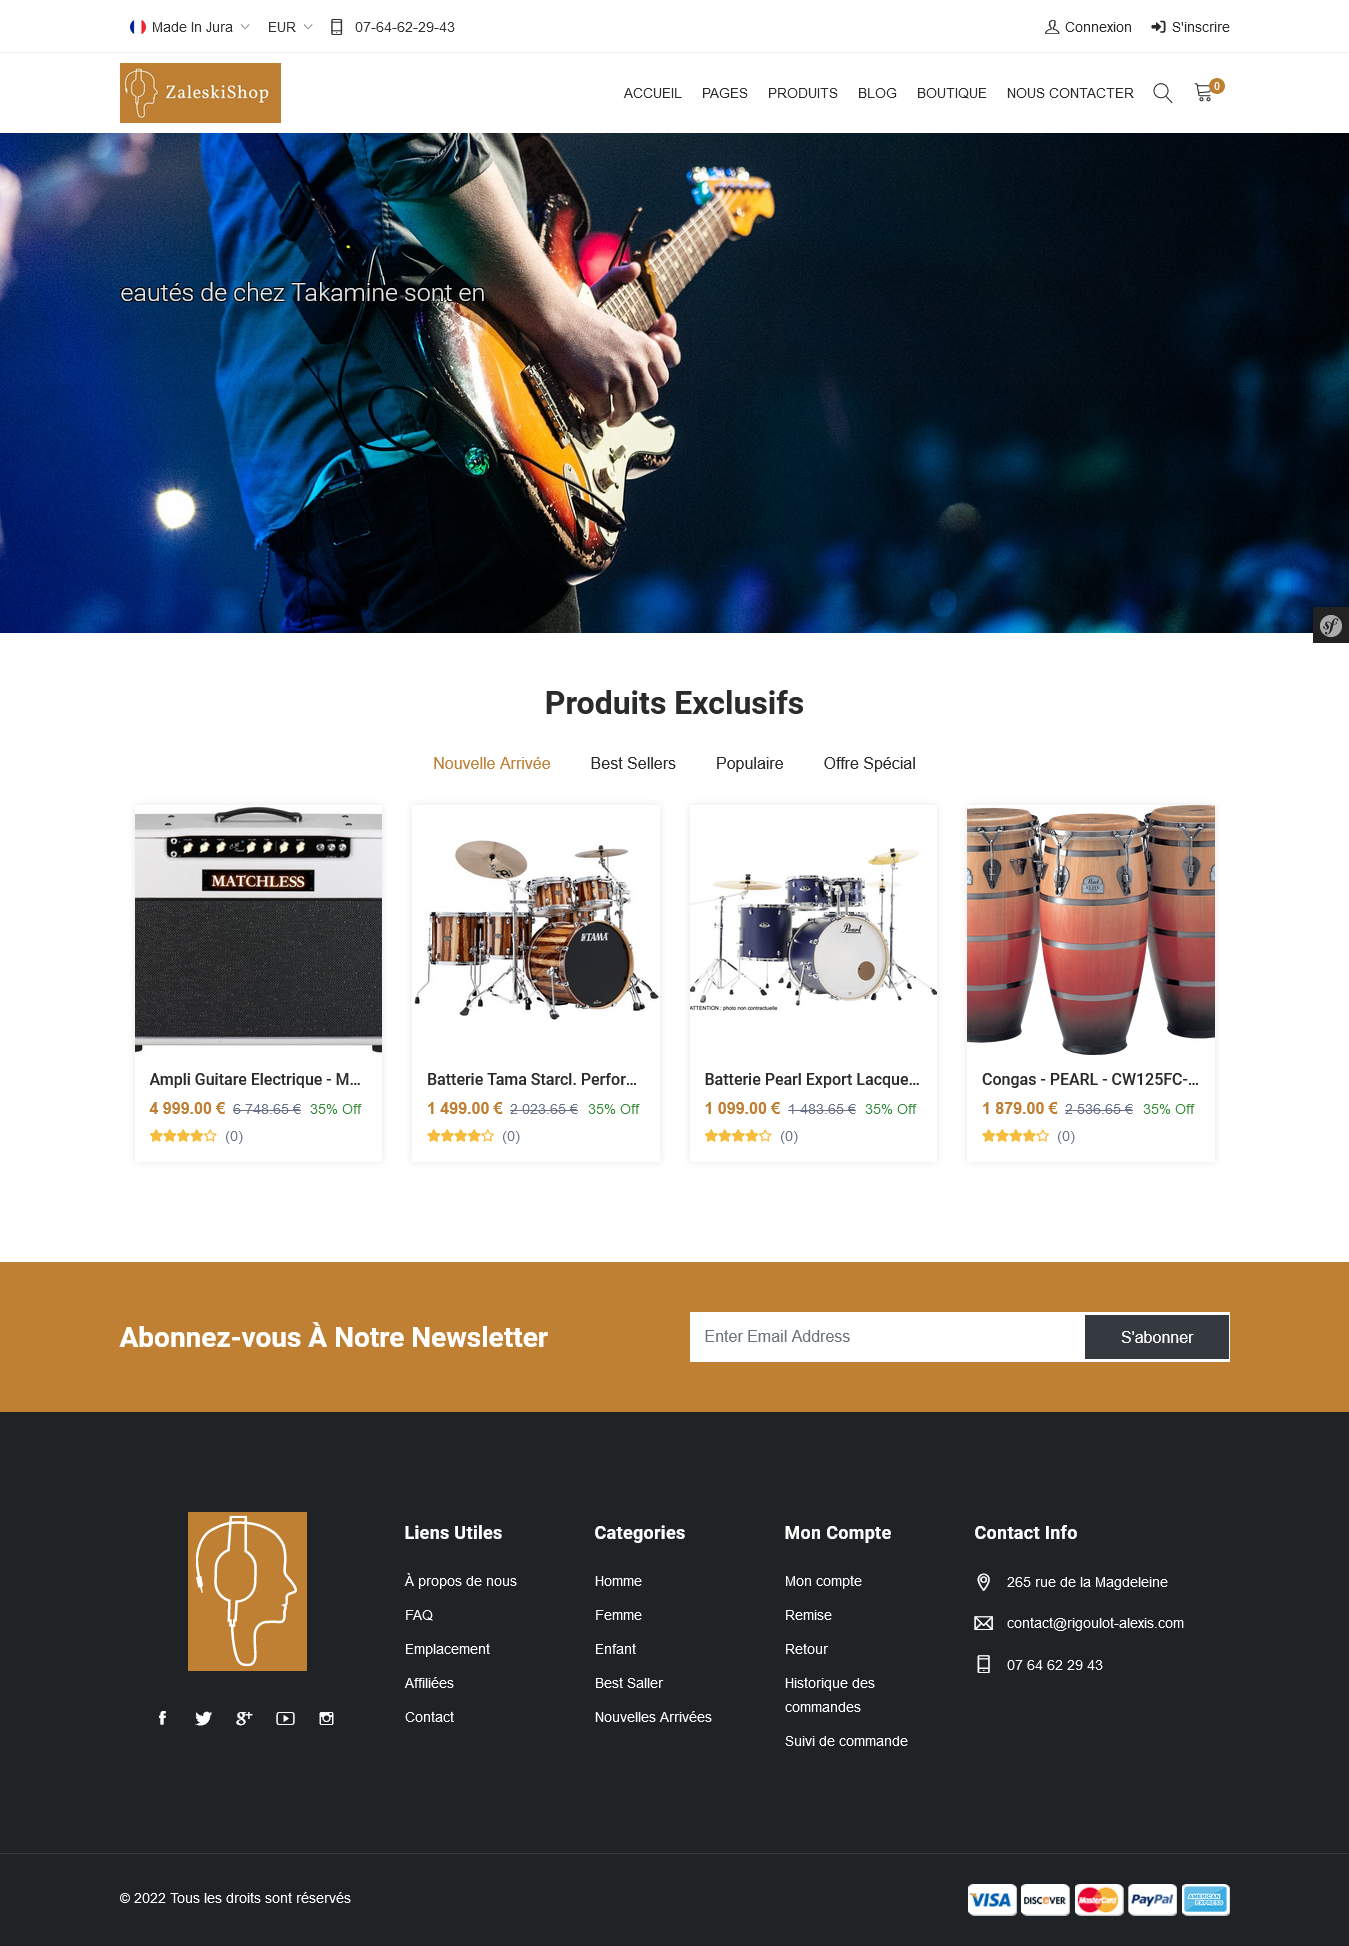 Made In Jura EUR 07-64-62-29-43 Connexion S'inscrire
ZaleskiShop ACCUEIL PAGES PRODUITS BLOG BOUTIQUE NOUS CONTACTER 0
eautés de chez Takamine sont en
sf
Produits Exclusifs
Nouvelle Arrivée Best Sellers Populaire Offre Spécial
MATCHLESS
TAMA
Pearl
Pearl
ATTENTION : photo non contractuelle
Ampli Guitare Electrique - M... Batterie Tama Starcl. Perfor... Batterie Pearl Export Lacque... Congas - PEARL - CW125FC-...
4 999.00 € 6 748.65 € 35% Off 1 499.00 € 2 023.65 € 35% Off 1 099.00 € 1 483.65 € 35% Off 1 879.00 € 2 536.65 € 35% Off
(0) (0) (0) (0)
Abonnez-vous À Notre Newsletter Enter Email Address S'abonner
Liens Utiles
À propos de nous
FAQ
Emplacement
Affiliées
Contact
Categories
Homme
Femme
Enfant
Best Saller
Nouvelles Arrivées
Mon Compte
Mon compte
Remise
Retour
Historique des
commandes
Suivi de commande
Contact Info
265 rue de la Magdeleine
contact@rigoulot-alexis.com
07 64 62 29 43
© 2022 Tous les droits sont réservés VISA DISCOVER MasterCard PayPal AMERICAN EXPRESS